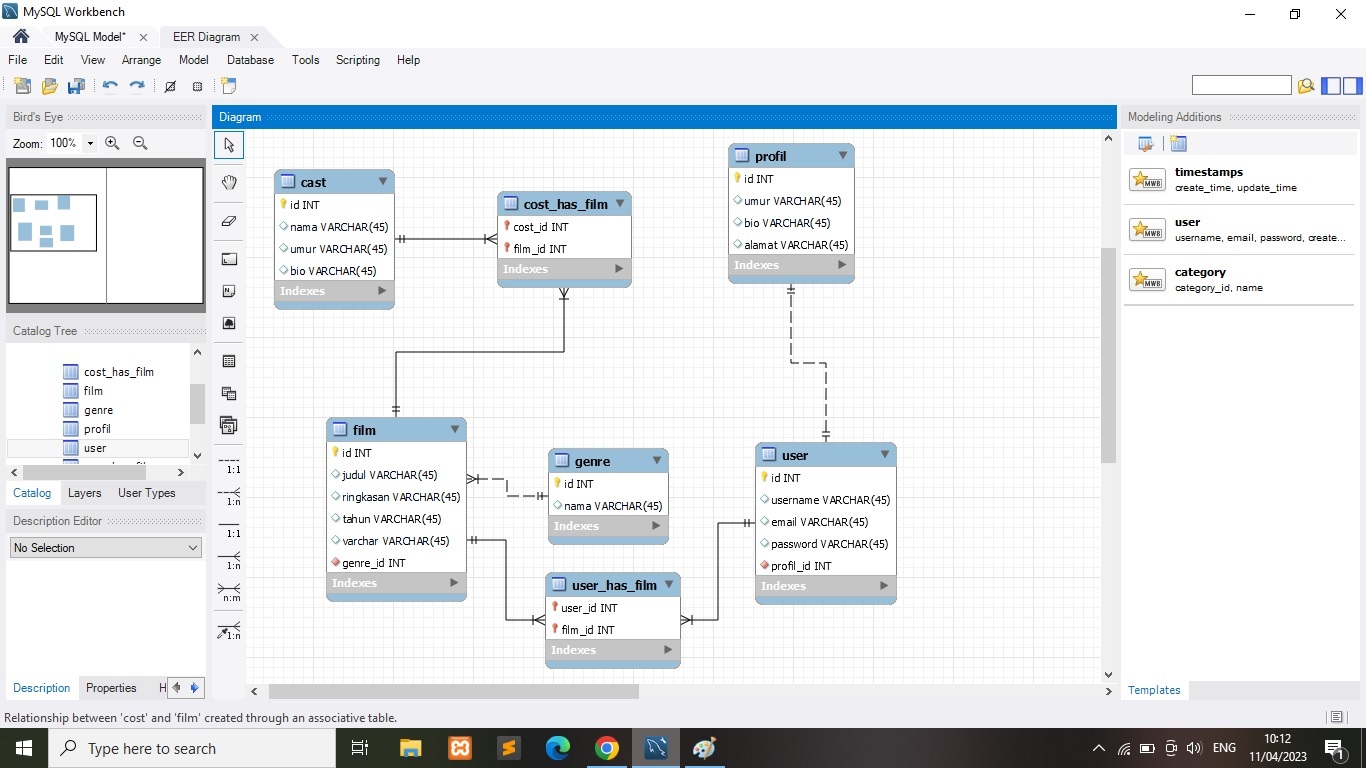 MySQL Workbench
MySQL Model*
EER Diagram
File Edit View Arrange Model Database Tools Scripting Help
Bird's Eye
Zoom: 100%
Catalog Tree
cost_has_film
film
genre
profil
user
Catalog Layers User Types
Description Editor
No Selection
Description Properties H
Diagram
1:1
1:n
1:1
1:n
n:m
1:n
cast
id INT
nama VARCHAR(45)
umur VARCHAR(45)
bio VARCHAR(45)
Indexes
cost_has_film
cost_id INT
film_id INT
Indexes
profil
id INT
umur VARCHAR(45)
bio VARCHAR(45)
alamat VARCHAR(45)
Indexes
film
id INT
judul VARCHAR(45)
ringkasan VARCHAR(45)
tahun VARCHAR(45)
varchar VARCHAR(45)
genre_id INT
Indexes
genre
id INT
nama VARCHAR(45)
Indexes
user
id INT
username VARCHAR(45)
email VARCHAR(45)
password VARCHAR(45)
profil_id INT
Indexes
user_has_film
user_id INT
film_id INT
Indexes
Modeling Additions
MWB
timestamps
create_time, update_time
MWB
user
username, email, password, create...
MWB
category
category_id, name
Templates
Relationship between 'cost' and 'film' created through an associative table.
Type here to search
ENG
10:12
11/04/2023
1